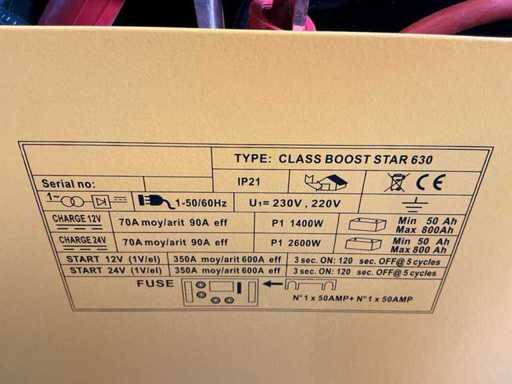 TYPE: CLASS BOOST STAR 630
Serial no: IP21 CE
1~ 1-50/60Hz U1= 230V, 220V
CHARGE 12V 70A moy/arit 90A eff P1 1400W Min 50 Ah Max 800Ah
CHARGE 24V 70A moy/arit 90A eff P1 2600W Min 50 Ah Max 800 Ah
START 12V (1V/el) 350A moy/arit 600A eff 3 sec. ON: 120 sec. OFF@ 5 cycles
START 24V (1V/el) 350A moy/arit 600A eff 3 sec. ON: 120 sec. OFF@ 5 cycles
FUSE
N°1 x 50AMP+ N°1 x 50AMP